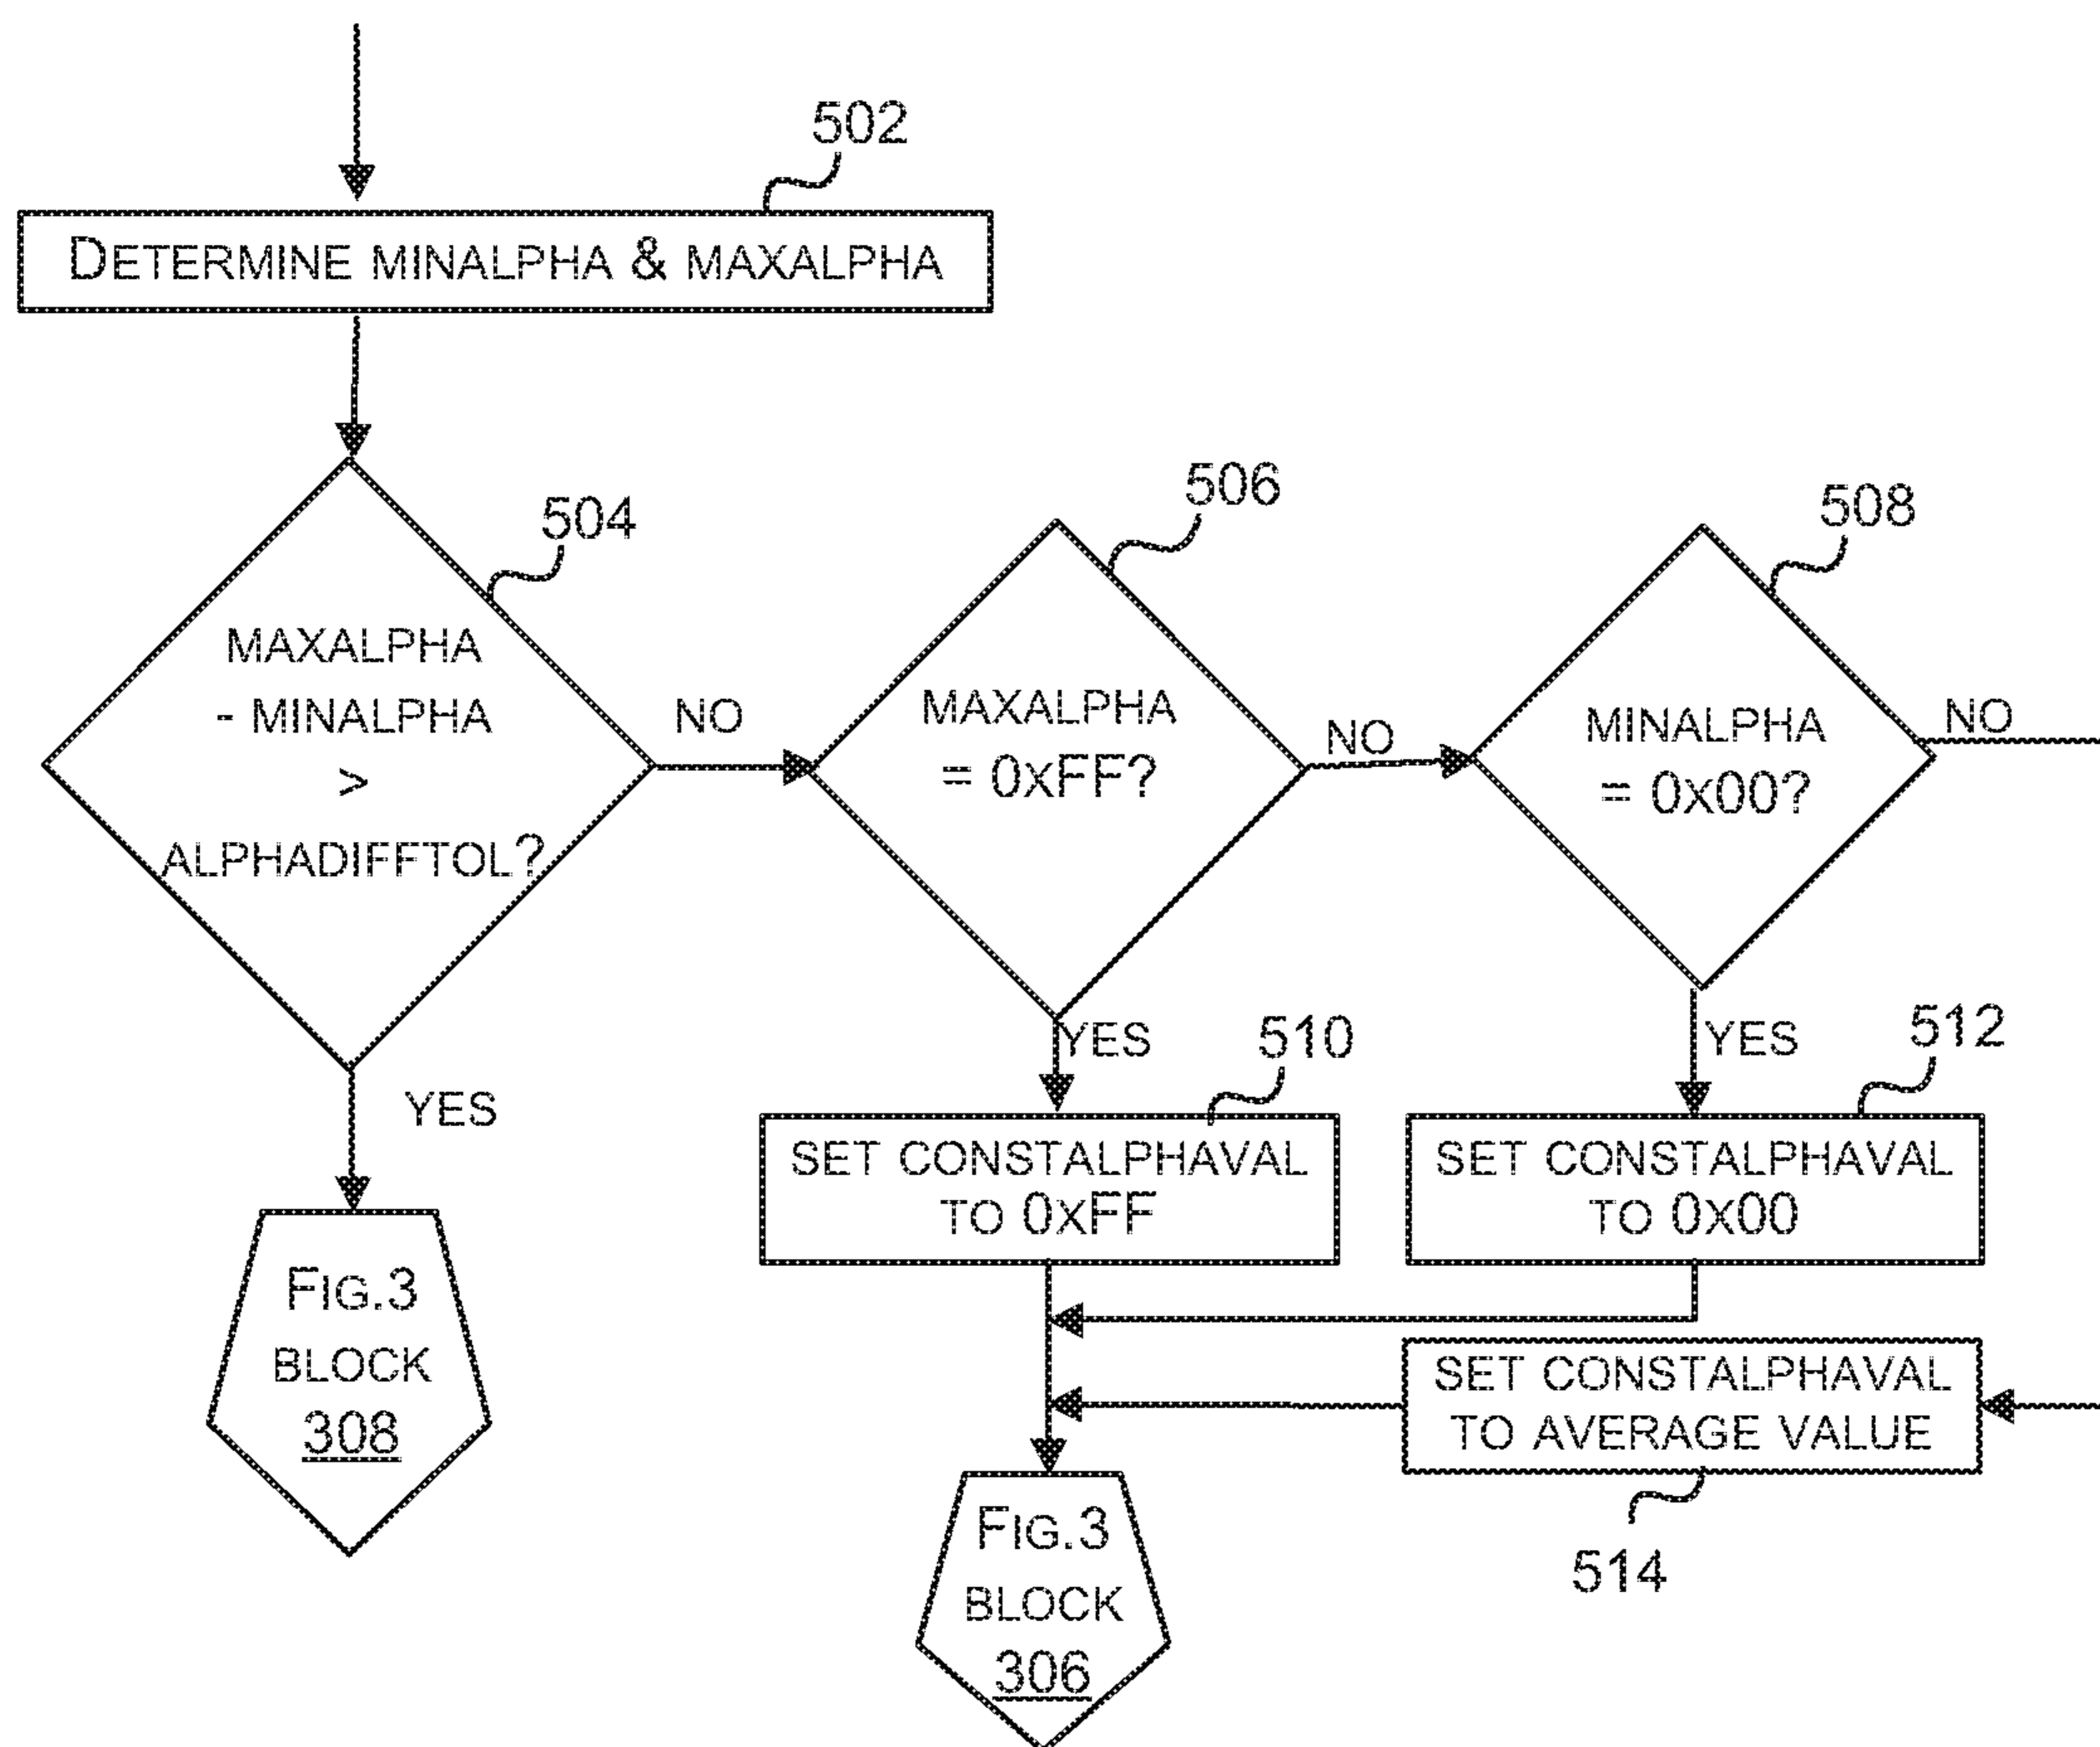 502
DETERMINE MINALPHA & MAXALPHA
504
MAXALPHA
- MINALPHA
>
ALPHADIFFTOL?
NO
YES
506
MAXALPHA
= 0XFF?
NO
YES
508
MINALPHA
= 0X00?
NO
YES
510
SET CONSTALPHAVAL
TO 0XFF
512
SET CONSTALPHAVAL
TO 0X00
SET CONSTALPHAVAL
TO AVERAGE VALUE
514
FIG.3
BLOCK
308
FIG.3
BLOCK
306